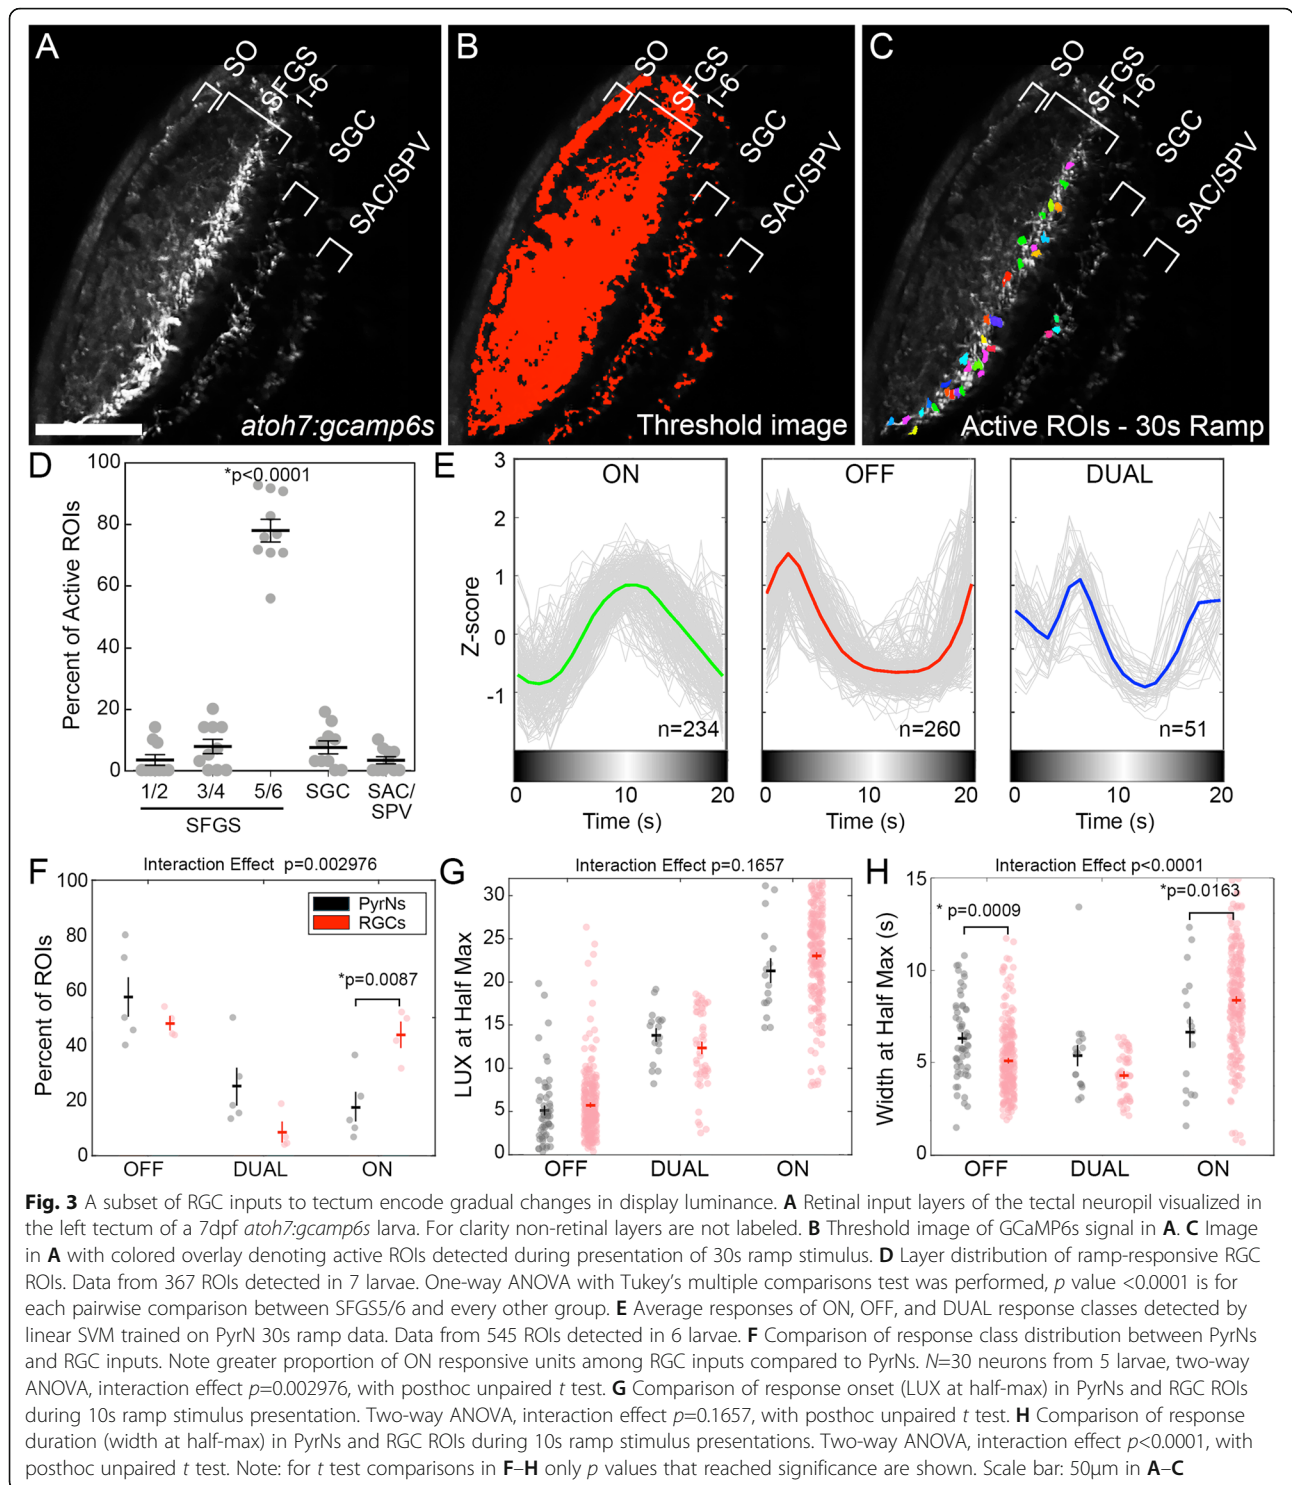 A
SO
SFGS
1-6
SGC
SAC/SPV
atoh7:gcamp6s
B
SO
SFGS
1-6
SGC
SAC/SPV
Threshold image
C
SO
SFGS
1-6
SGC
SAC/SPV
Active ROIs - 30s Ramp
D
*p<0.0001
Percent of Active ROIs
100
80
60
40
20
0
1/2 3/4 5/6 SGC SAC/
SPV
SFGS
E
Z-score
3
2
1
0
-1
ON
n=234
0 10 20
Time (s)
OFF
n=260
0 10 20
Time (s)
DUAL
n=51
0 10 20
Time (s)
F
Interaction Effect p=0.002976
Percent of ROIs
100
80
60
40
20
0
PyrNs
RGCs
*p=0.0087
OFF DUAL ON
G
Interaction Effect p=0.1657
LUX at Half Max
30
25
20
15
10
5
0
OFF DUAL ON
H
Interaction Effect p<0.0001
Width at Half Max (s)
15
10
5
0
* p=0.0009
*p=0.0163
OFF DUAL ON
Fig. 3 A subset of RGC inputs to tectum encode gradual changes in display luminance. A Retinal input layers of the tectal neuropil visualized in
the left tectum of a 7dpf atoh7:gcamp6s larva. For clarity non-retinal layers are not labeled. B Threshold image of GCaMP6s signal in A. C Image
in A with colored overlay denoting active ROIs detected during presentation of 30s ramp stimulus. D Layer distribution of ramp-responsive RGC
ROIs. Data from 367 ROIs detected in 7 larvae. One-way ANOVA with Tukey's multiple comparisons test was performed, p value <0.0001 is for
each pairwise comparison between SFGS5/6 and every other group. E Average responses of ON, OFF, and DUAL response classes detected by
linear SVM trained on PyrN 30s ramp data. Data from 545 ROIs detected in 6 larvae. F Comparison of response class distribution between PyrNs
and RGC inputs. Note greater proportion of ON responsive units among RGC inputs compared to PyrNs. N=30 neurons from 5 larvae, two-way
ANOVA, interaction effect p=0.002976, with posthoc unpaired t test. G Comparison of response onset (LUX at half-max) in PyrNs and RGC ROIs
during 10s ramp stimulus presentation. Two-way ANOVA, interaction effect p=0.1657, with posthoc unpaired t test. H Comparison of response
duration (width at half-max) in PyrNs and RGC ROIs during 10s ramp stimulus presentations. Two-way ANOVA, interaction effect p<0.0001, with
posthoc unpaired t test. Note: for t test comparisons in F–H only p values that reached significance are shown. Scale bar: 50μm in A–C